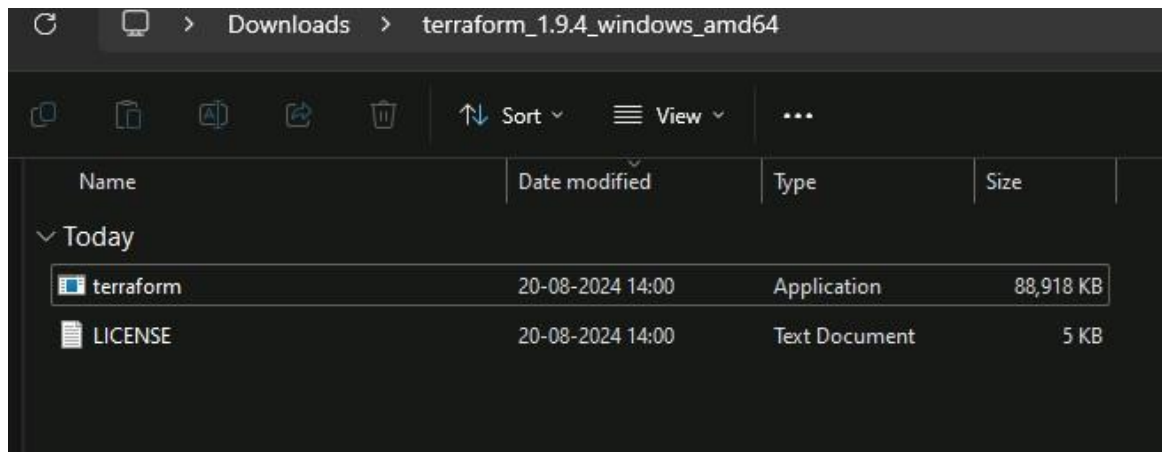 Downloads > terraform_1.9.4_windows_amd64
Sort View ...
Name Date modified Type Size
Today
terraform 20-08-2024 14:00 Application 88,918 KB
LICENSE 20-08-2024 14:00 Text Document 5 KB